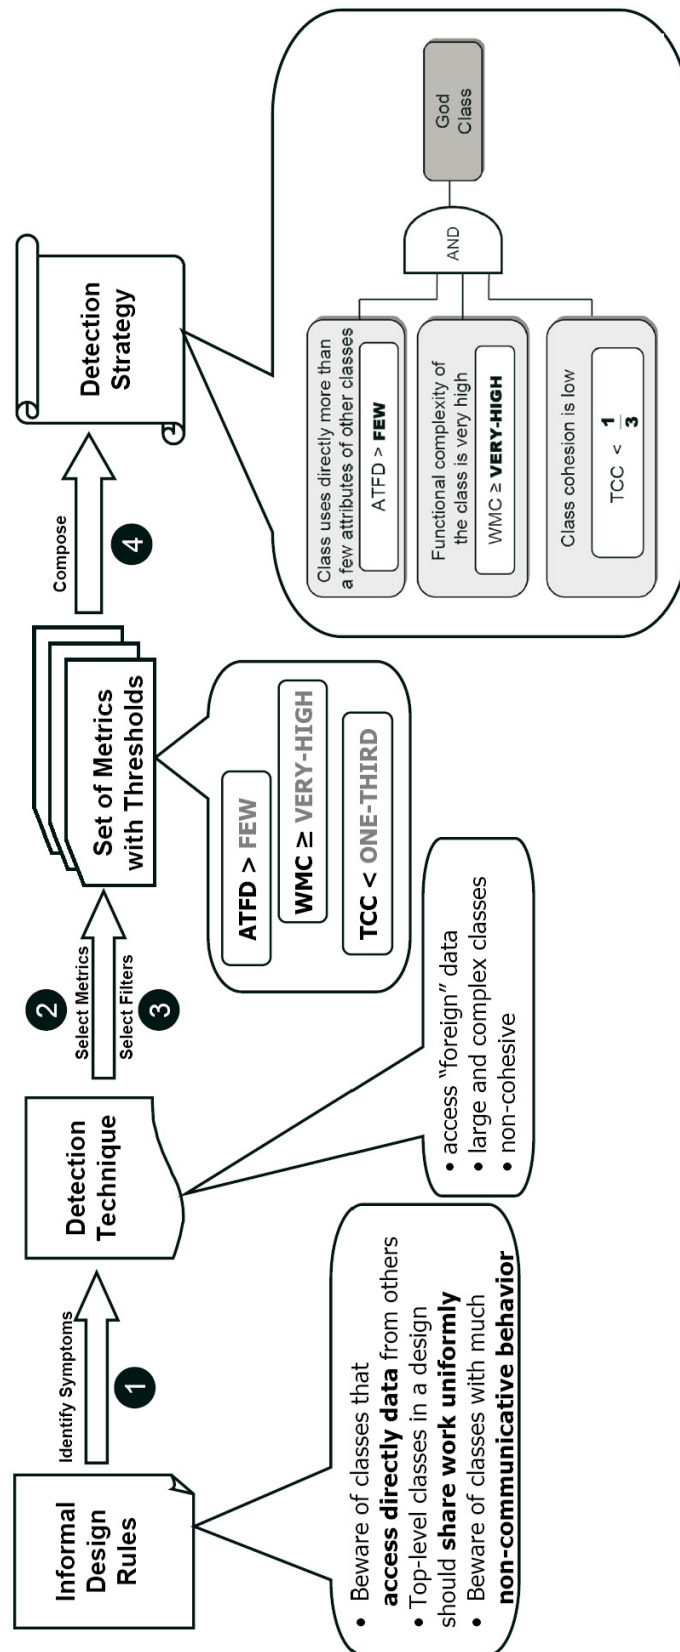 Informal
Design
Rules
Identify Symptoms
1
Detection
Technique
2
Select Metrics
Select Filters
3
Set of Metrics
with Thresholds
Compose
4
Detection
Strategy
• Beware of classes that
access directly data from others
• Top-level classes in a design
should share work uniformly
• Beware of classes with much
non-communicative behavior
• access “foreign” data
• large and complex classes
• non-cohesive
ATFD > FEW
WMC ≥ VERY-HIGH
TCC < ONE-THIRD
Class uses directly more than
a few attributes of other classes
ATFD > FEW
Functional complexity of
the class is very high
WMC ≥ VERY-HIGH
Class cohesion is low
TCC < 1/3
AND
God
Class